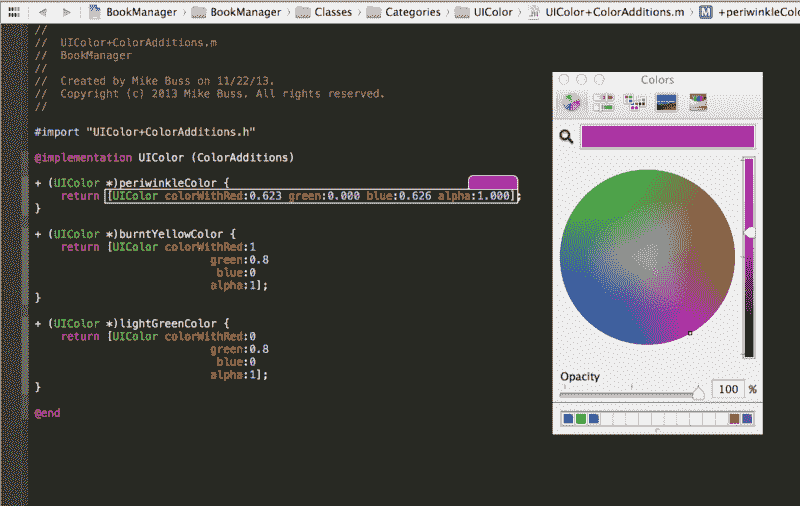 BookManager BookManager Classes Categories UIColor UIColor+ColorAdditions.m M +periwinkleColo
//
// UIColor+ColorAdditions.m
// BookManager
//
// Created by Mike Buss on 11/22/13.
// Copyright (c) 2013 Mike Buss. All rights reserved.
//
#import "UIColor+ColorAdditions.h"
@implementation UIColor (ColorAdditions)
+ (UIColor *)periwinkleColor {
return [UIColor colorWithRed:0.623 green:0.000 blue:0.626 alpha:1.000];
}
+ (UIColor *)burntYellowColor {
return [UIColor colorWithRed:1
green:0.8
blue:0
alpha:1];
}
+ (UIColor *)lightGreenColor {
return [UIColor colorWithRed:0
green:0.8
blue:0
alpha:1];
}
@end
Colors
Opacity
100 %